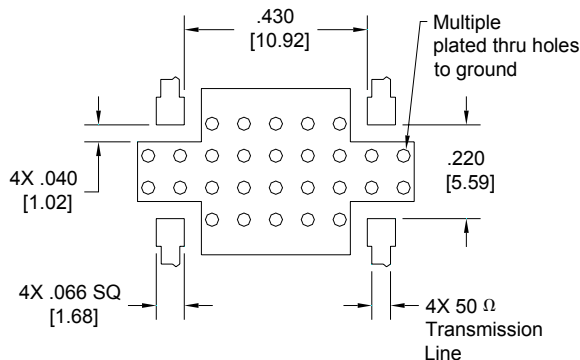 .430
[10.92]
Multiple
plated thru holes
to ground
4X .040
[1.02]
.220
[5.59]
4X .066 SQ
[1.68]
4X 50 Ω
Transmission
Line